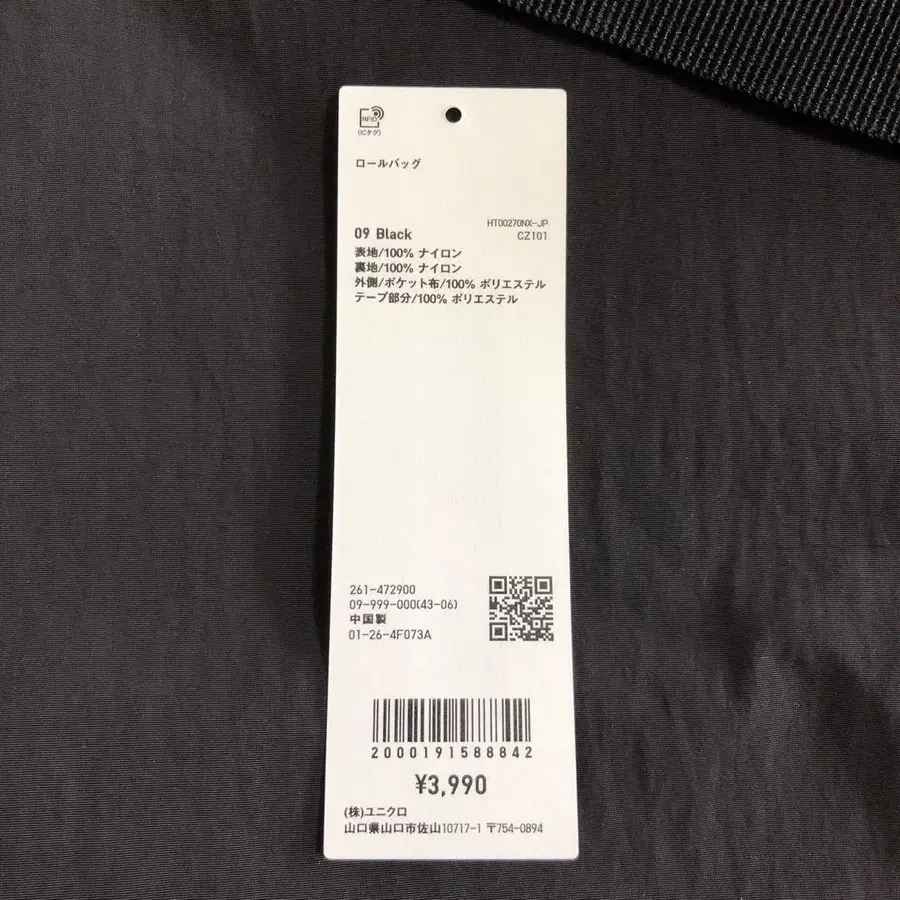 RFID
(ICタグ)
ロールバッグ
HT00270NX-JP
09 Black
CZ101
表地/100% ナイロン
裏地/100% ナイロン
外側/ポケット布/100% ポリエステル
テープ部分/100% ポリエステル
261-472900
09-999-000(43-06)
中国製
01-26-4F073A
2000191588842
¥3,990
(株)ユニクロ
山口県山口市佐山10717-1 〒754-0894